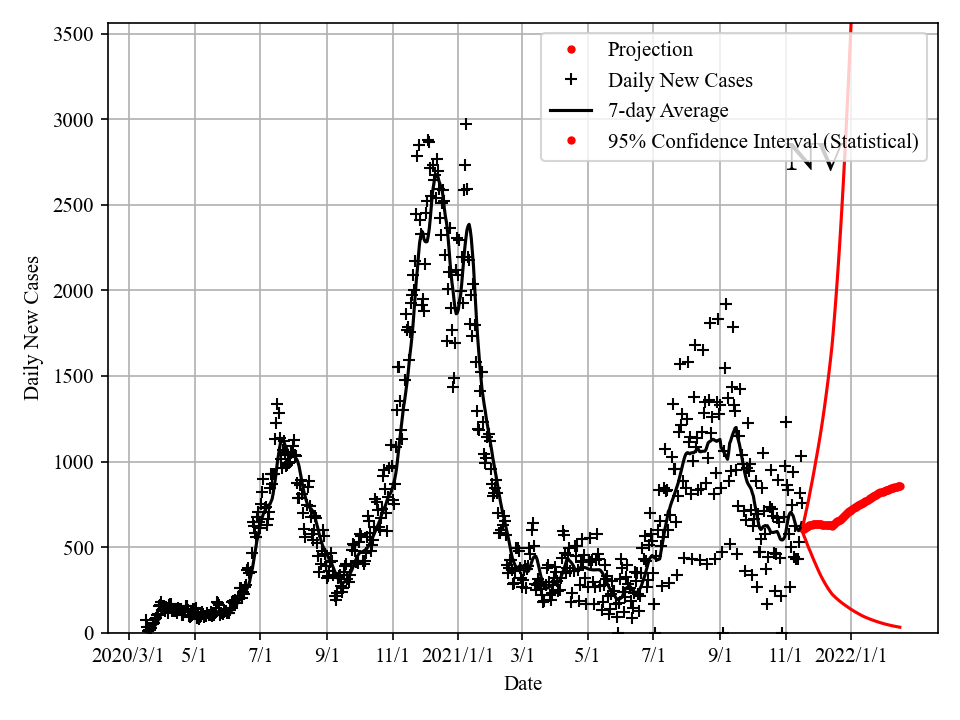 3500
3000
2500
2000
1500
1000
500
0
Daily New Cases
Projection
Daily New Cases
7-day Average
95% Confidence Interval (Statistical)
NV
2020/3/1 5/1 7/1 9/1 11/1 2021/1/1 3/1 5/1 7/1 9/1 11/1 2022/1/1
Date